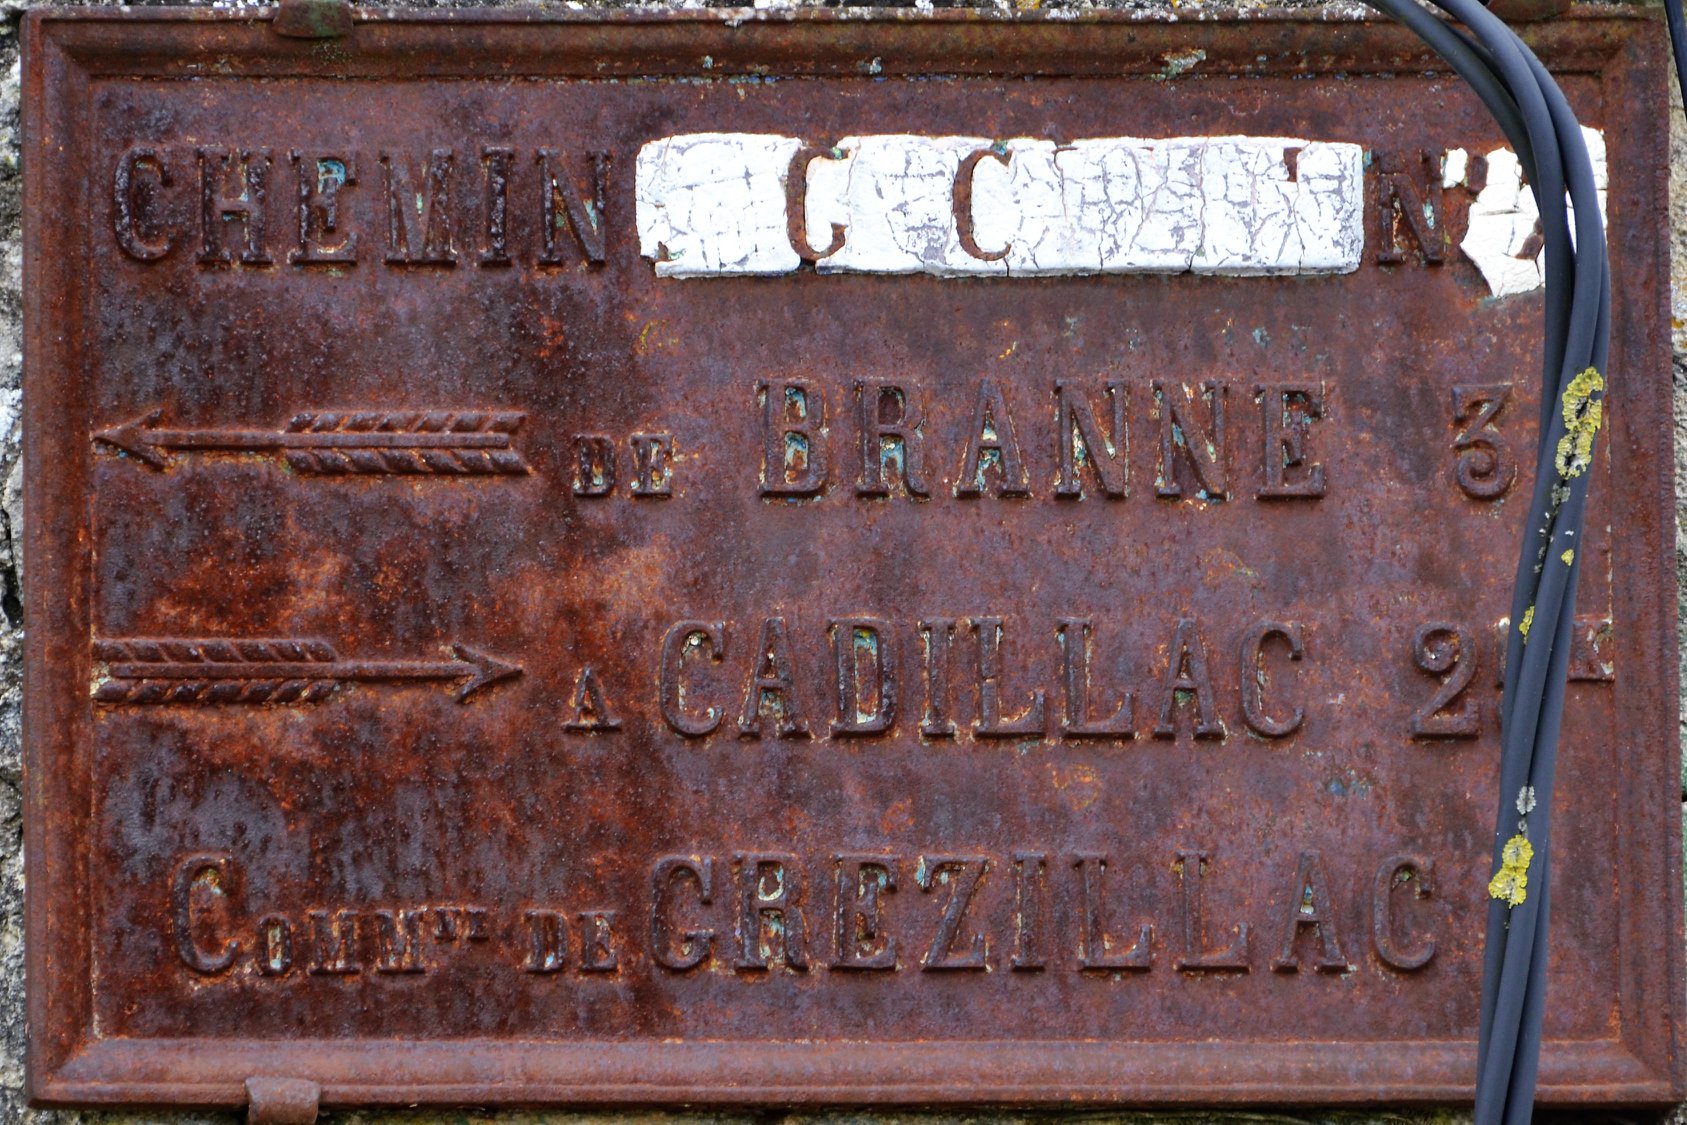 CHEMIN C C N
DE BRANNE 3
A CADILLAC 2
COMMNE DE GREZILLAC